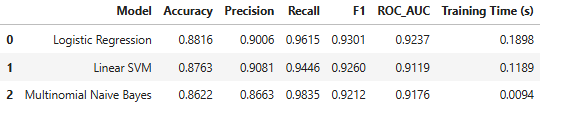 Model Accuracy Precision Recall F1 ROC_AUC Training Time (s)
0 Logistic Regression 0.8816 0.9006 0.9615 0.9301 0.9237 0.1898
1 Linear SVM 0.8763 0.9081 0.9446 0.9260 0.9119 0.1189
2 Multinomial Naive Bayes 0.8622 0.8663 0.9835 0.9212 0.9176 0.0094